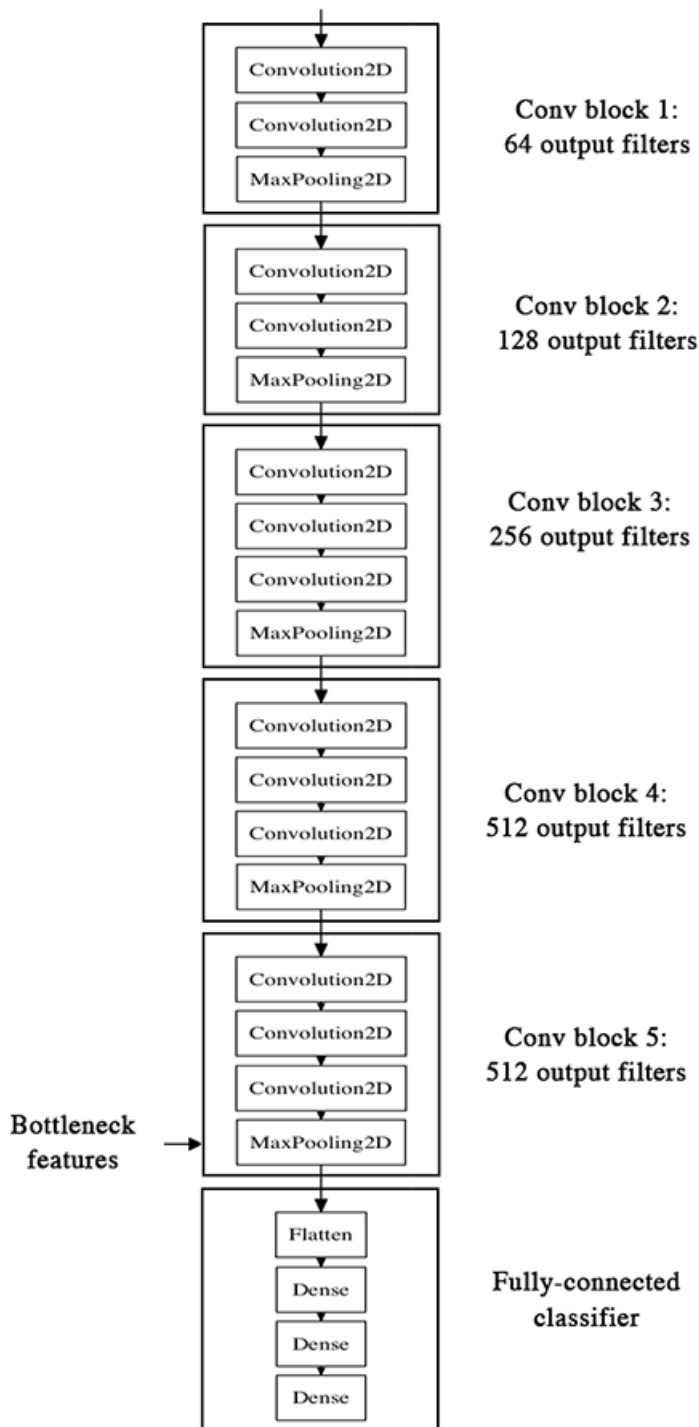 Convolution2D
Convolution2D
MaxPooling2D
Conv block 1:
64 output filters
Convolution2D
Convolution2D
MaxPooling2D
Conv block 2:
128 output filters
Convolution2D
Convolution2D
Convolution2D
MaxPooling2D
Conv block 3:
256 output filters
Convolution2D
Convolution2D
Convolution2D
MaxPooling2D
Conv block 4:
512 output filters
Convolution2D
Convolution2D
Convolution2D
MaxPooling2D
Conv block 5:
512 output filters
Bottleneck
features
Flatten
Dense
Dense
Dense
Fully-connected
classifier